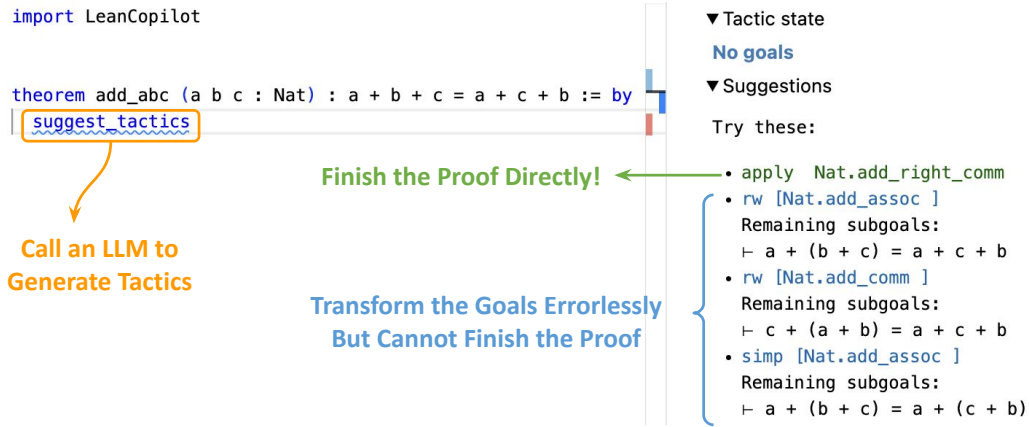 import LeanCopilot
theorem add_abc (a b c : Nat) : a + b + c = a + c + b := by
suggest_tactics
Call an LLM to
Generate Tactics
Finish the Proof Directly!
Transform the Goals Errorlessly
But Cannot Finish the Proof
▼ Tactic state
No goals
▼ Suggestions
Try these:
• apply  Nat.add_right_comm
• rw [Nat.add_assoc ]
Remaining subgoals:
⊢ a + (b + c) = a + c + b
• rw [Nat.add_comm ]
Remaining subgoals:
⊢ c + (a + b) = a + c + b
• simp [Nat.add_assoc ]
Remaining subgoals:
⊢ a + (b + c) = a + (c + b)